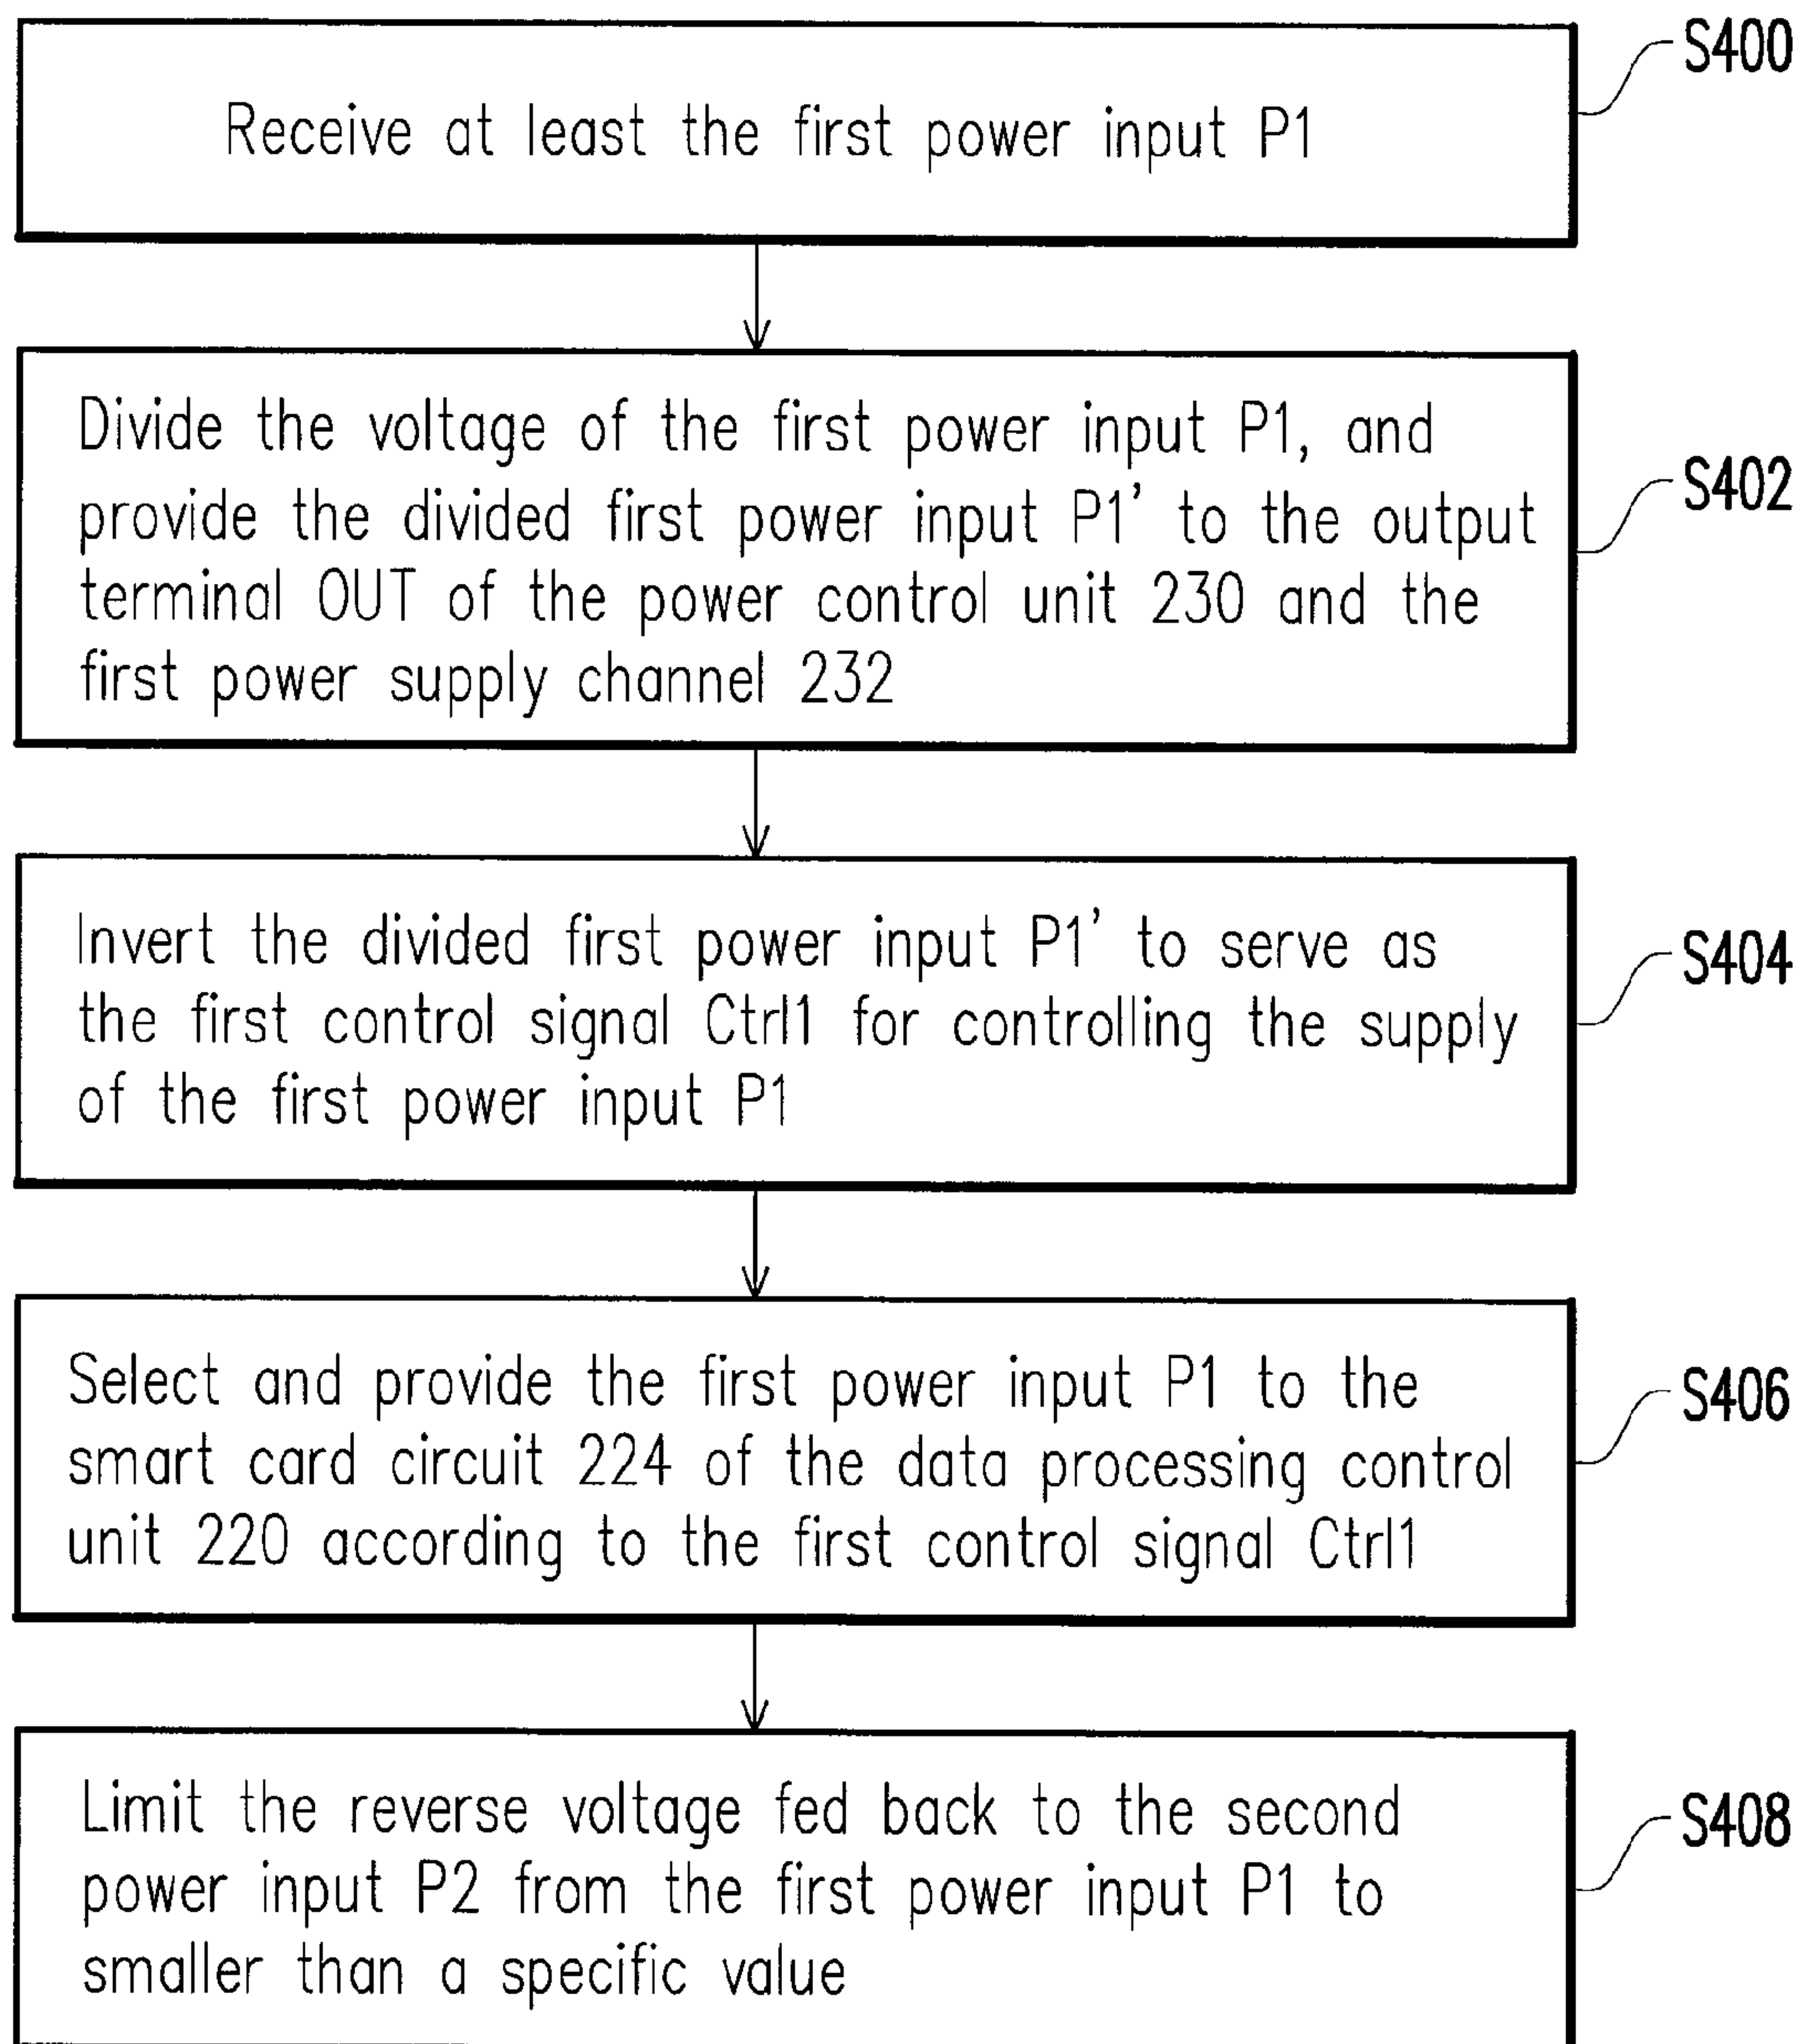 S400
Receive at least the first power input P1
Divide the voltage of the first power input P1, and
provide the divided first power input P1' to the output
terminal OUT of the power control unit 230 and the
first power supply channel 232
S402
Invert the divided first power input P1' to serve as
the first control signal Ctrl1 for controlling the supply
of the first power input P1
S404
Select and provide the first power input P1 to the
smart card circuit 224 of the data processing control
unit 220 according to the first control signal Ctrl1
S406
Limit the reverse voltage fed back to the second
power input P2 from the first power input P1 to
smaller than a specific value
S408